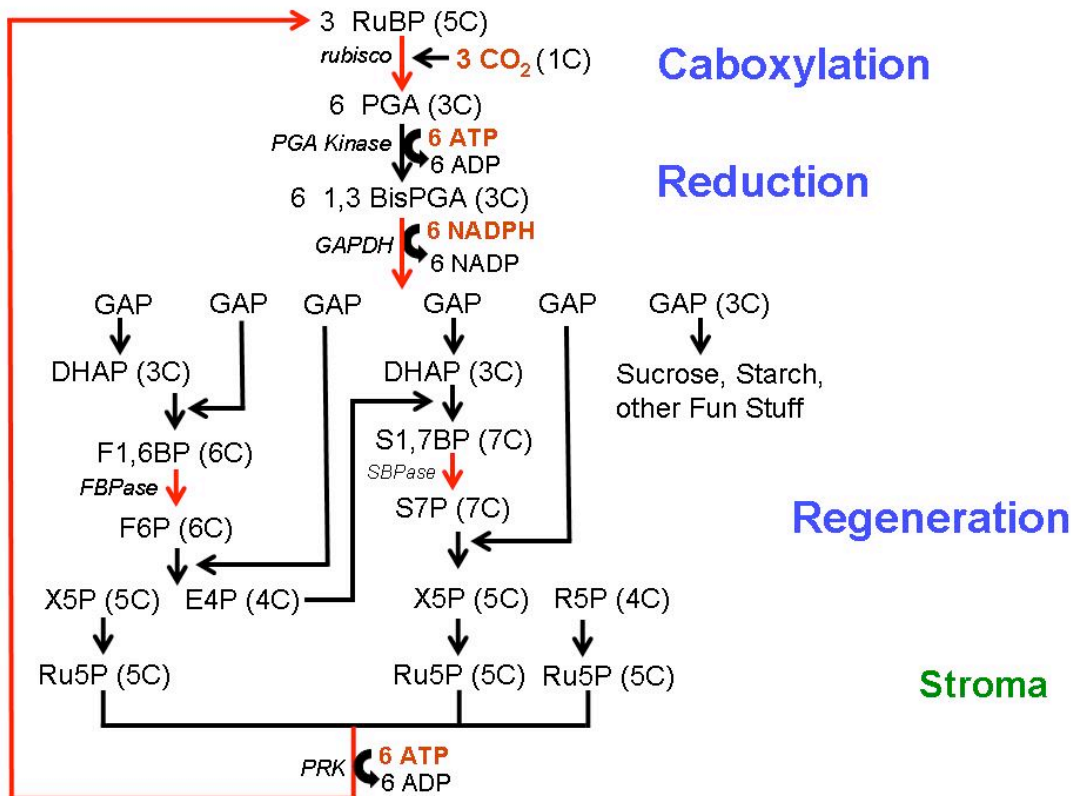 3 RuBP (5C)
rubisco
3 CO2 (1C)
Caboxylation
6 PGA (3C)
PGA Kinase
6 ATP
6 ADP
Reduction
6 1,3 BisPGA (3C)
GAPDH
6 NADPH
6 NADP
GAP GAP GAP GAP GAP GAP (3C)
DHAP (3C) DHAP (3C)
Sucrose, Starch,
other Fun Stuff
F1,6BP (6C) S1,7BP (7C)
FBPase SBPase
F6P (6C) S7P (7C)
Regeneration
X5P (5C) E4P (4C) X5P (5C) R5P (4C)
Ru5P (5C) Ru5P (5C) Ru5P (5C)
Stroma
PRK
6 ATP
6 ADP